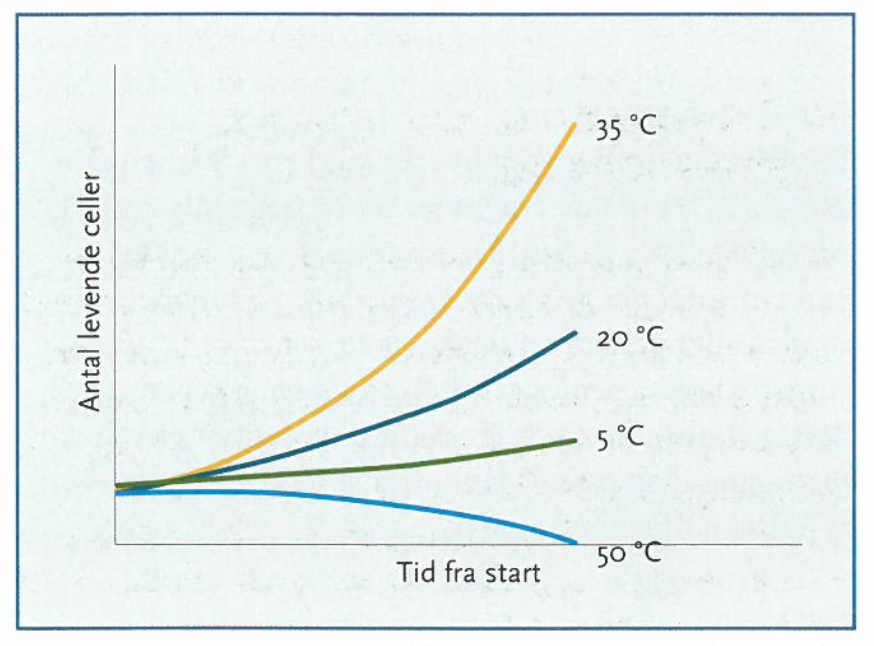 35 °C
Antal levende celler
20 °C
5 °C
50 °C
Tid fra start